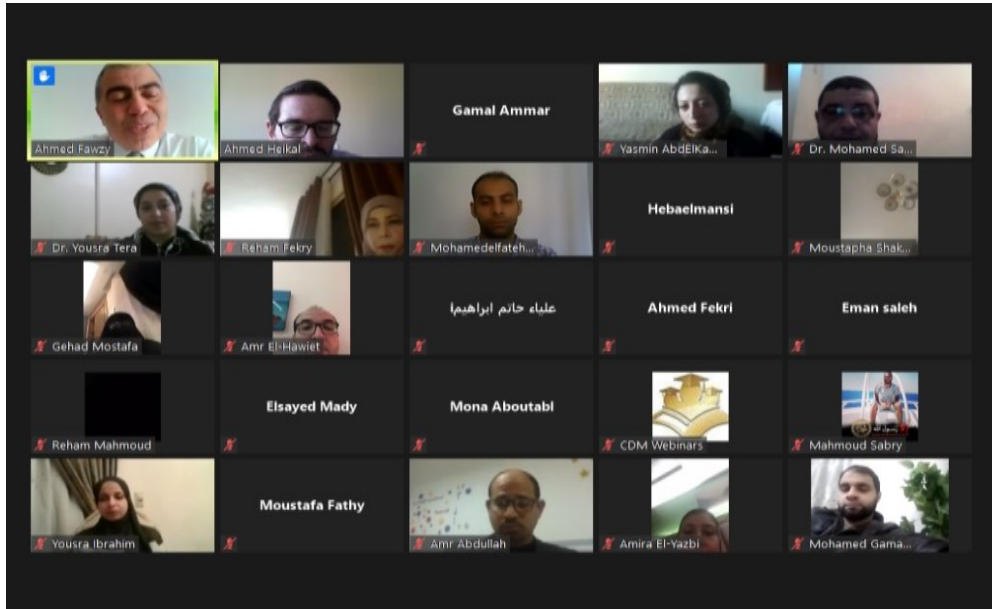 Ahmed Fawzy
Ahmed Heikal
Gamal Ammar
Yasmin AbdElKa...
Dr. Mohamed Sa...
Dr. Yousra Tera
Reham Fekry
Mohamedelfateh...
Hebaelmansi
Moustapha Shak...
Gehad Mostafa
Amr El-Hawiet
علياء حاتم ابراهيم
Ahmed Fekri
Eman saleh
Reham Mahmoud
Elsayed Mady
Mona Aboutabl
CDM Webinars
Mahmoud Sabry
Yousra Ibrahim
Moustafa Fathy
Amr Abdullah
Amira El-Yazbi
Mohamed Gama...